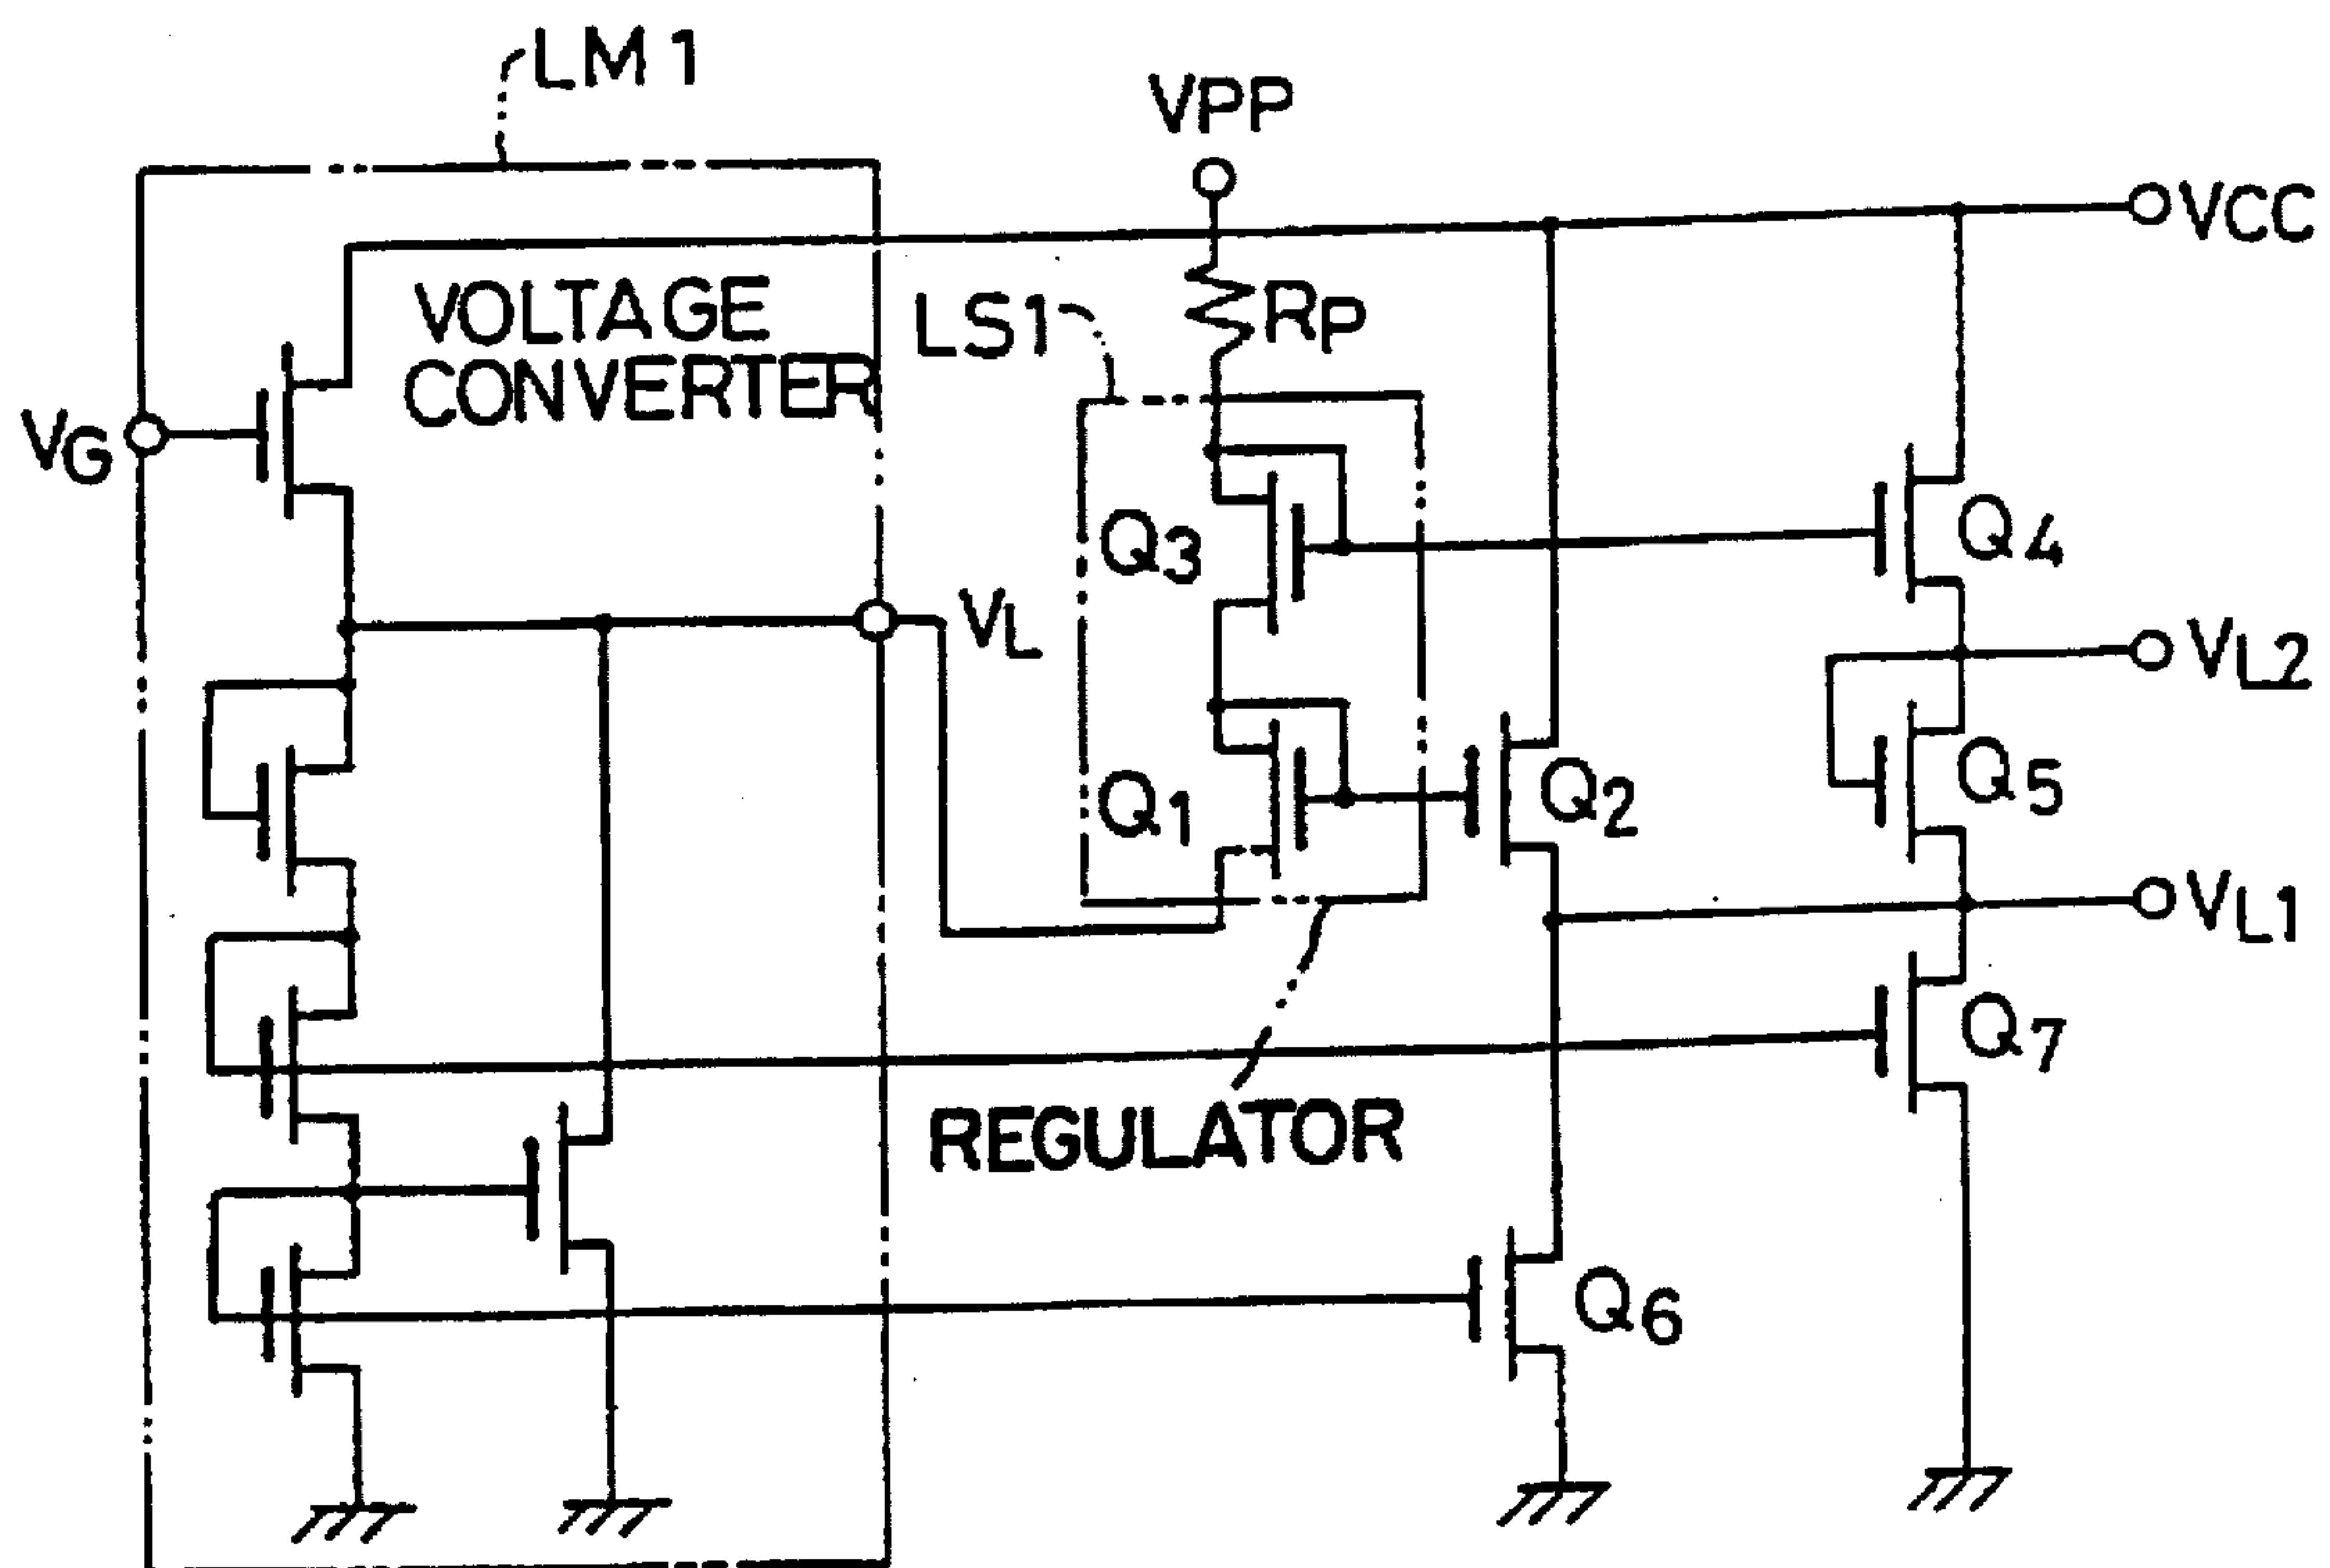 LM1
VPP
VCC
VOLTAGE
CONVERTER
LS1
RP
VG
Q3
Q4
VL
VL2
Q1
Q2
Q5
VL1
Q7
REGULATOR
Q6